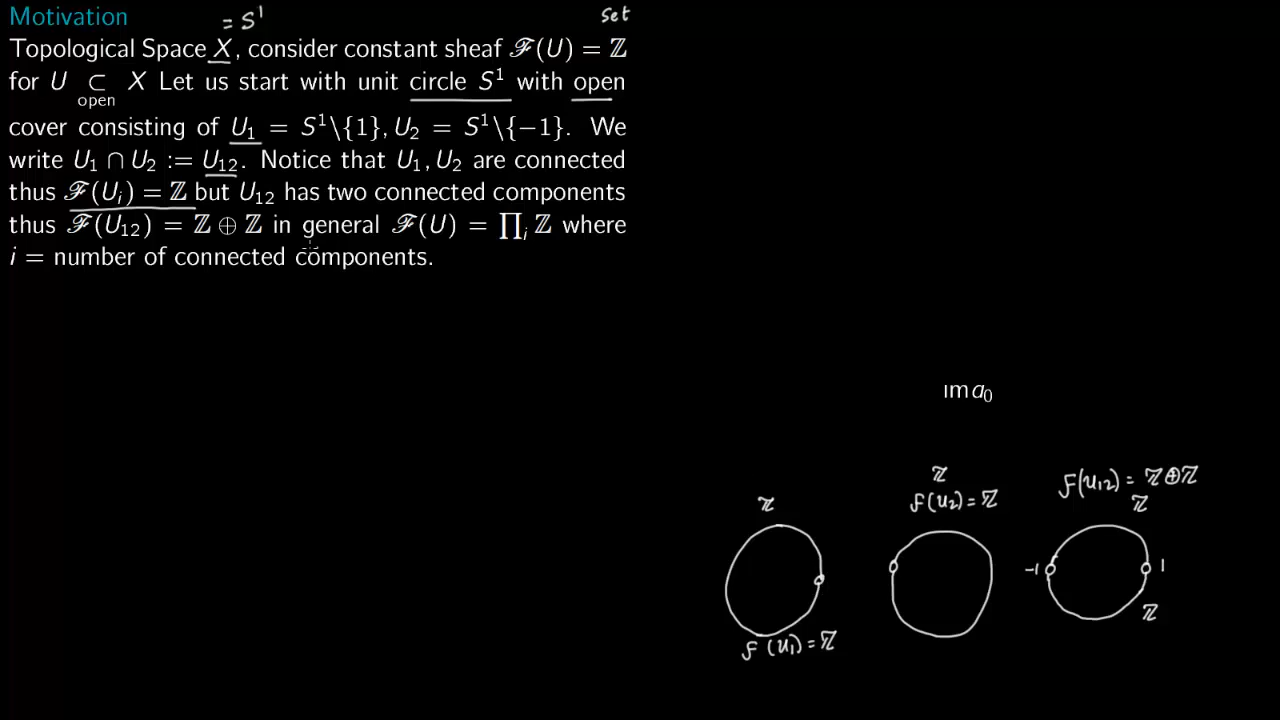 Motivation
= S¹
set
Topological Space X, consider constant sheaf ℱ(U) = ℤ
for U ⊂ X Let us start with unit circle S¹ with open
open
cover consisting of U₁ = S¹\{1}, U₂ = S¹\{−1}. We
write U₁ ∩ U₂ := U₁₂. Notice that U₁, U₂ are connected
thus ℱ(Uᵢ) = ℤ but U₁₂ has two connected components
thus ℱ(U₁₂) = ℤ ⊕ ℤ in general ℱ(U) = ∏ᵢ ℤ where
i = number of connected components.
im a₀
ℤ
ℱ(U₁) = ℤ
ℤ
ℱ(U₂) = ℤ
ℱ(U₁₂) = ℤ ⊕ ℤ
ℤ
−1
1
ℤ